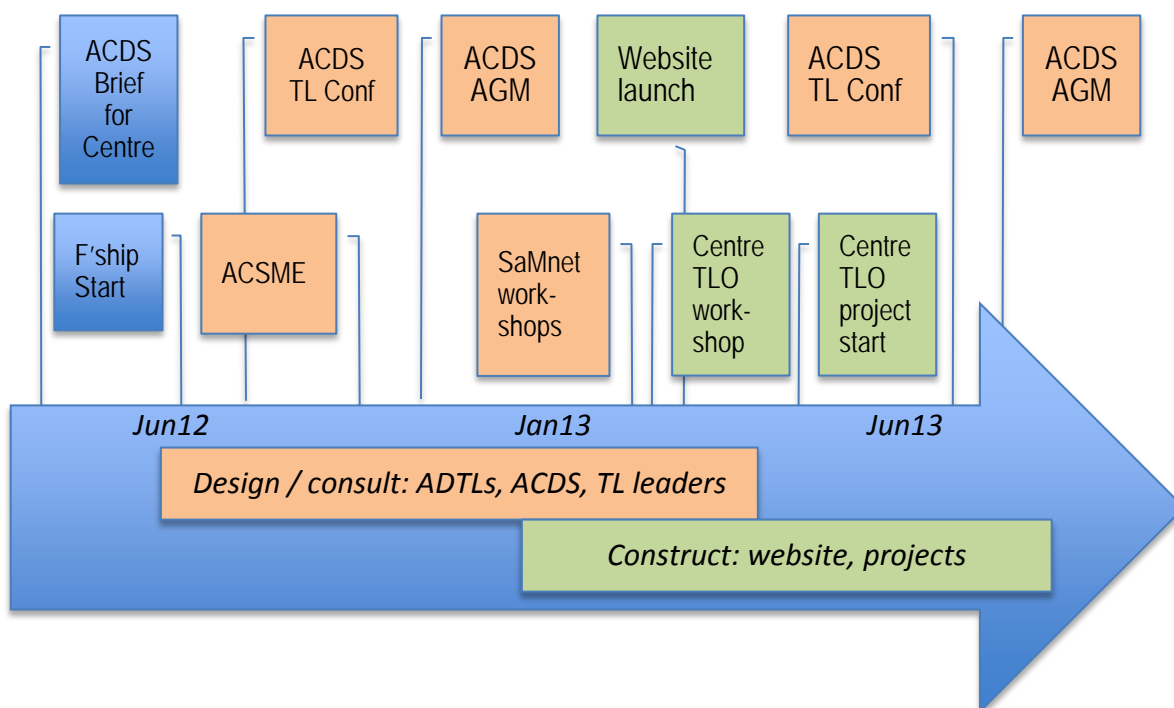 ACDS
Brief
for
Centre
ACDS
TL Conf
ACDS
AGM
Website
launch
ACDS
TL Conf
ACDS
AGM
F'ship
Start
ACSME
SaMnet
work-
shops
Centre
TLO
work-
shop
Centre
TLO
project
start
Jun12
Jan13
Jun13
Design / consult: ADTLs, ACDS, TL leaders
Construct: website, projects